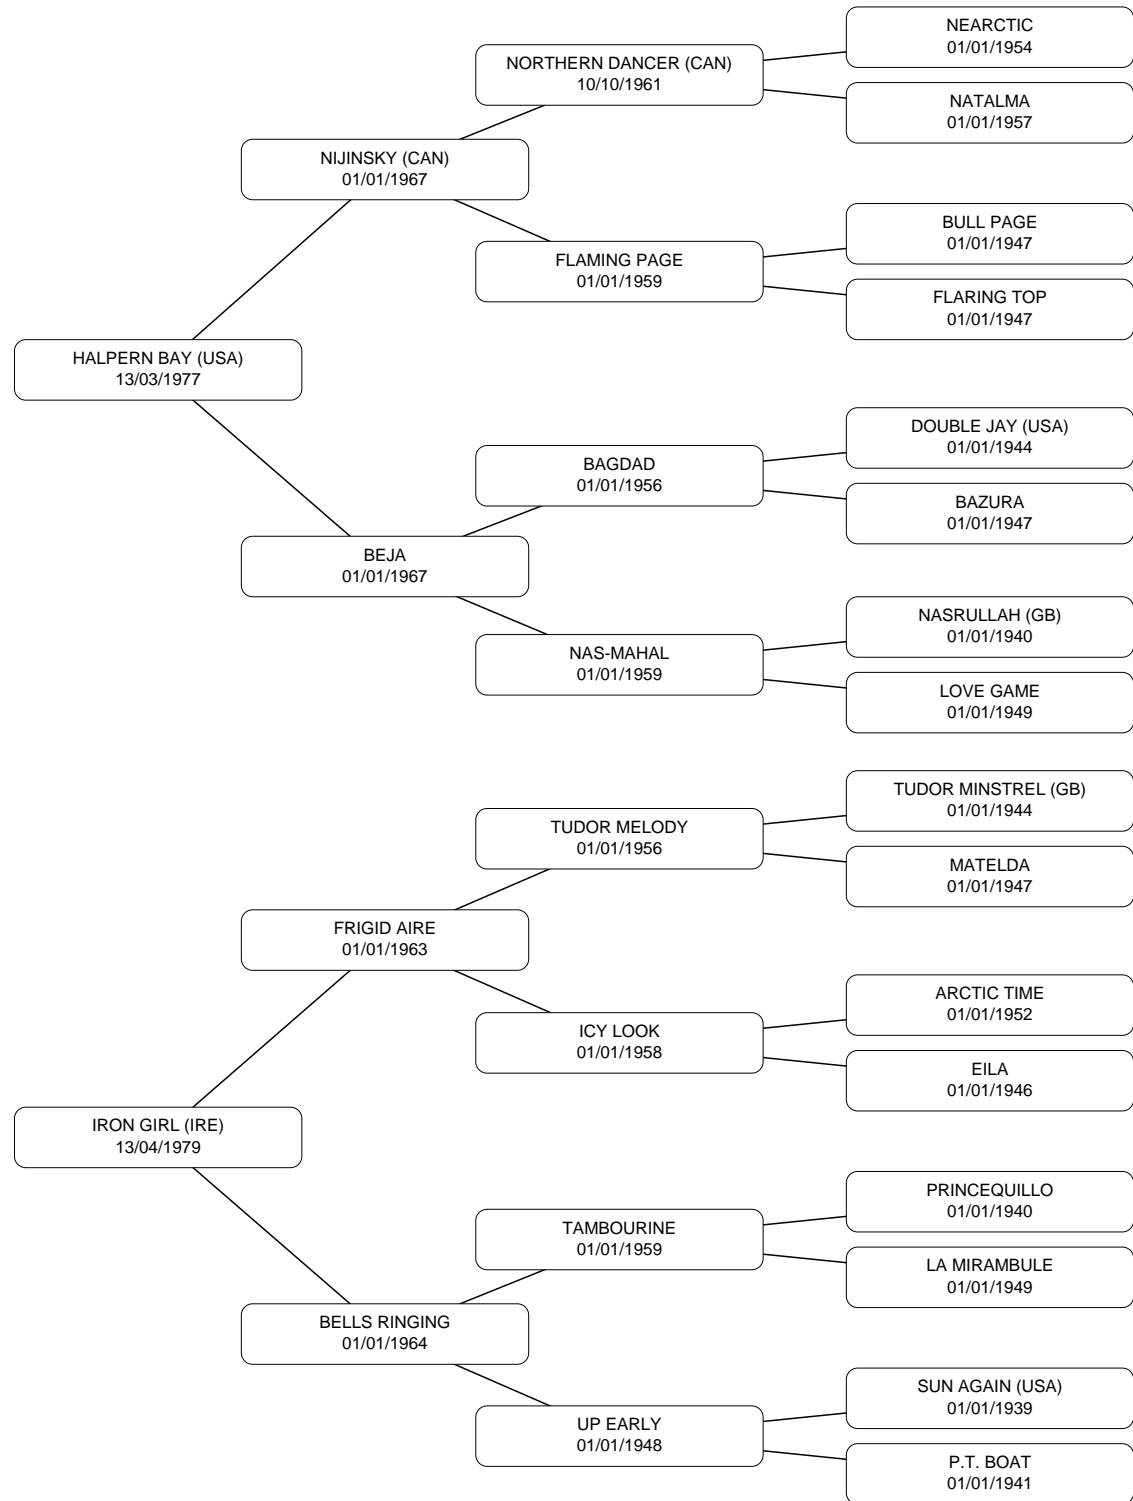 NEARCTIC
01/01/1954
NORTHERN DANCER (CAN)
10/10/1961
NATALMA
01/01/1957
NIJINSKY (CAN)
01/01/1967
BULL PAGE
01/01/1947
FLAMING PAGE
01/01/1959
FLARING TOP
01/01/1947
HALPERN BAY (USA)
13/03/1977
DOUBLE JAY (USA)
01/01/1944
BAGDAD
01/01/1956
BAZURA
01/01/1947
BEJA
01/01/1967
NASRULLAH (GB)
01/01/1940
NAS-MAHAL
01/01/1959
LOVE GAME
01/01/1949
TUDOR MINSTREL (GB)
01/01/1944
TUDOR MELODY
01/01/1956
MATELDA
01/01/1947
FRIGID AIRE
01/01/1963
ARCTIC TIME
01/01/1952
ICY LOOK
01/01/1958
EILA
01/01/1946
IRON GIRL (IRE)
13/04/1979
PRINCEQUILLO
01/01/1940
TAMBOURINE
01/01/1959
LA MIRAMBULE
01/01/1949
BELLS RINGING
01/01/1964
SUN AGAIN (USA)
01/01/1939
UP EARLY
01/01/1948
P.T. BOAT
01/01/1941